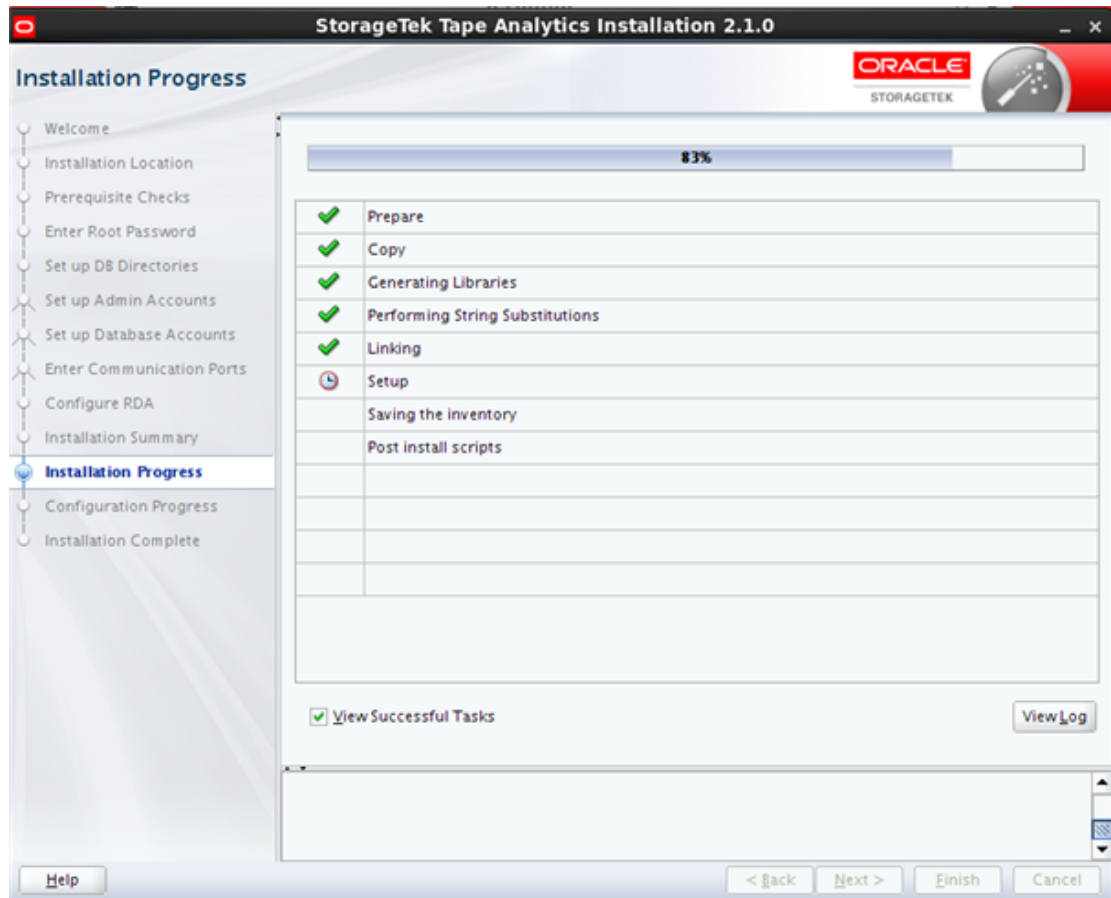 StorageTek Tape Analytics Installation 2.1.0
Installation Progress
ORACLE
STORAGETEK
Welcome
Installation Location
Prerequisite Checks
Enter Root Password
Set up DB Directories
Set up Admin Accounts
Set up Database Accounts
Enter Communication Ports
Configure RDA
Installation Summary
Installation Progress
Configuration Progress
Installation Complete
83%
Prepare
Copy
Generating Libraries
Performing String Substitutions
Linking
Setup
Saving the inventory
Post install scripts
View Successful Tasks
View Log
Help
< Back
Next >
Finish
Cancel